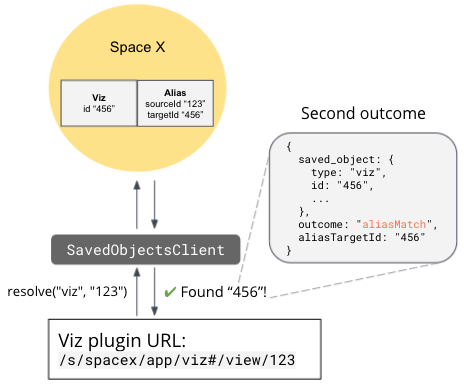 Space X
Viz
id “456”
Alias
sourceId “123”
targetId “456”
Second outcome
{
saved_object: {
type: "viz",
id: "456",
...
},
outcome: "aliasMatch",
aliasTargetId: "456"
}
SavedObjectsClient
resolve("viz", "123")
✔ Found “456”!
Viz plugin URL:
/s/spacex/app/viz#/view/123